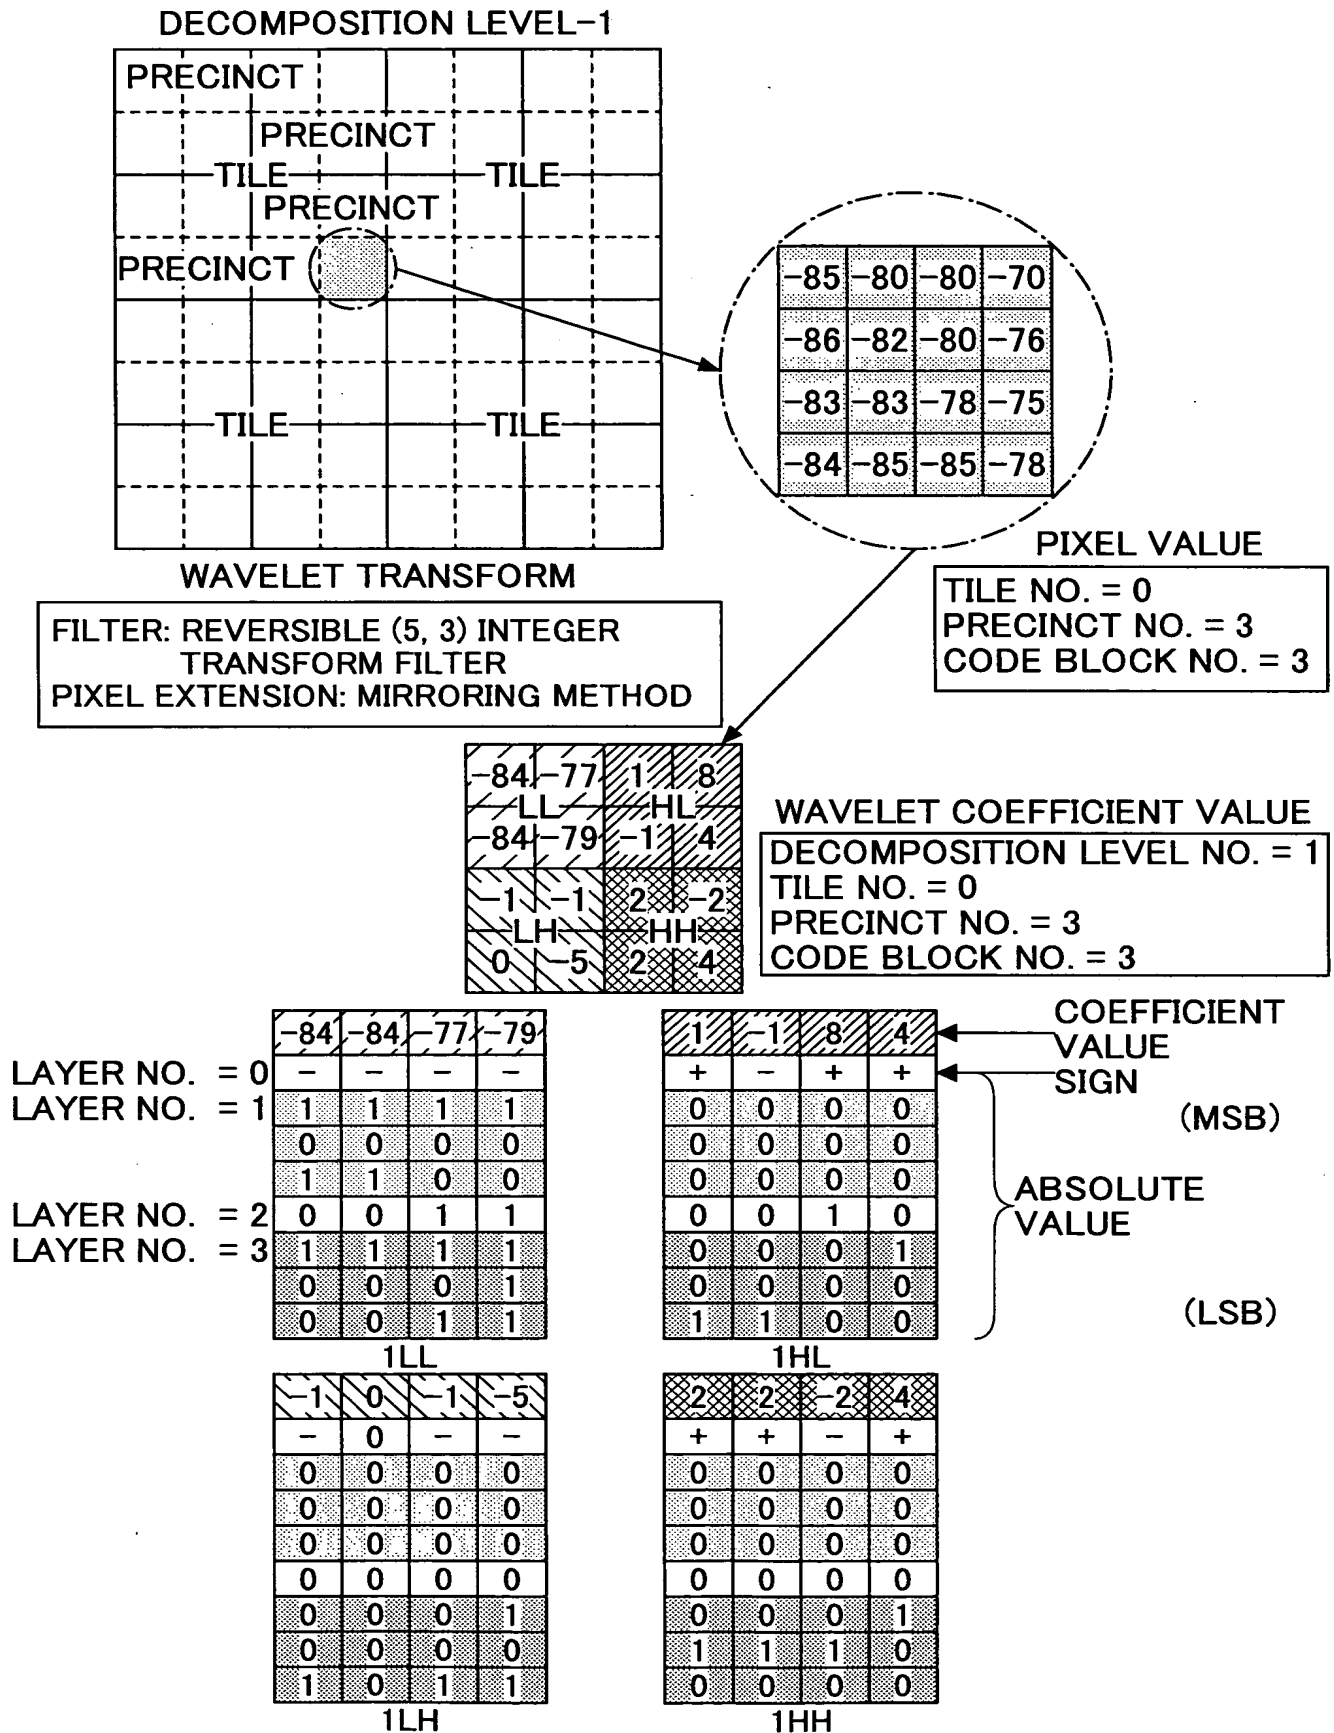 DECOMPOSITION LEVEL-1
PRECINCT
PRECINCT
TILE TILE
PRECINCT
PRECINCT
TILE TILE
-85 -80 -80 -70
-86 -82 -80 -76
-83 -83 -78 -75
-84 -85 -85 -78
PIXEL VALUE
TILE NO. = 0
PRECINCT NO. = 3
CODE BLOCK NO. = 3
WAVELET TRANSFORM
FILTER: REVERSIBLE (5, 3) INTEGER
TRANSFORM FILTER
PIXEL EXTENSION: MIRRORING METHOD
-84 -77 1 8
LL HL
-84 -79 -1 4
-1 -1 2 -2
LH HH
0 -5 2 4
WAVELET COEFFICIENT VALUE
DECOMPOSITION LEVEL NO. = 1
TILE NO. = 0
PRECINCT NO. = 3
CODE BLOCK NO. = 3
-84 -84 -77 -79
LAYER NO. = 0 - - - -
LAYER NO. = 1 1 1 1 1
0 0 0 0
1 1 0 0
LAYER NO. = 2 0 0 1 1
LAYER NO. = 3 1 1 1 1
0 0 0 1
0 0 1 1
1LL
1 -1 8 4
+ - + +
0 0 0 0
0 0 0 0
0 0 0 0
0 0 1 0
0 0 0 1
0 0 0 0
1 1 0 0
1HL
COEFFICIENT
VALUE
SIGN
(MSB)
ABSOLUTE
VALUE
(LSB)
-1 0 -1 -5
- 0 - -
0 0 0 0
0 0 0 0
0 0 0 0
0 0 0 0
0 0 0 1
0 0 0 0
1 0 1 1
1LH
2 2 -2 4
+ + - +
0 0 0 0
0 0 0 0
0 0 0 0
0 0 0 0
0 0 0 1
1 1 1 0
0 0 0 0
1HH